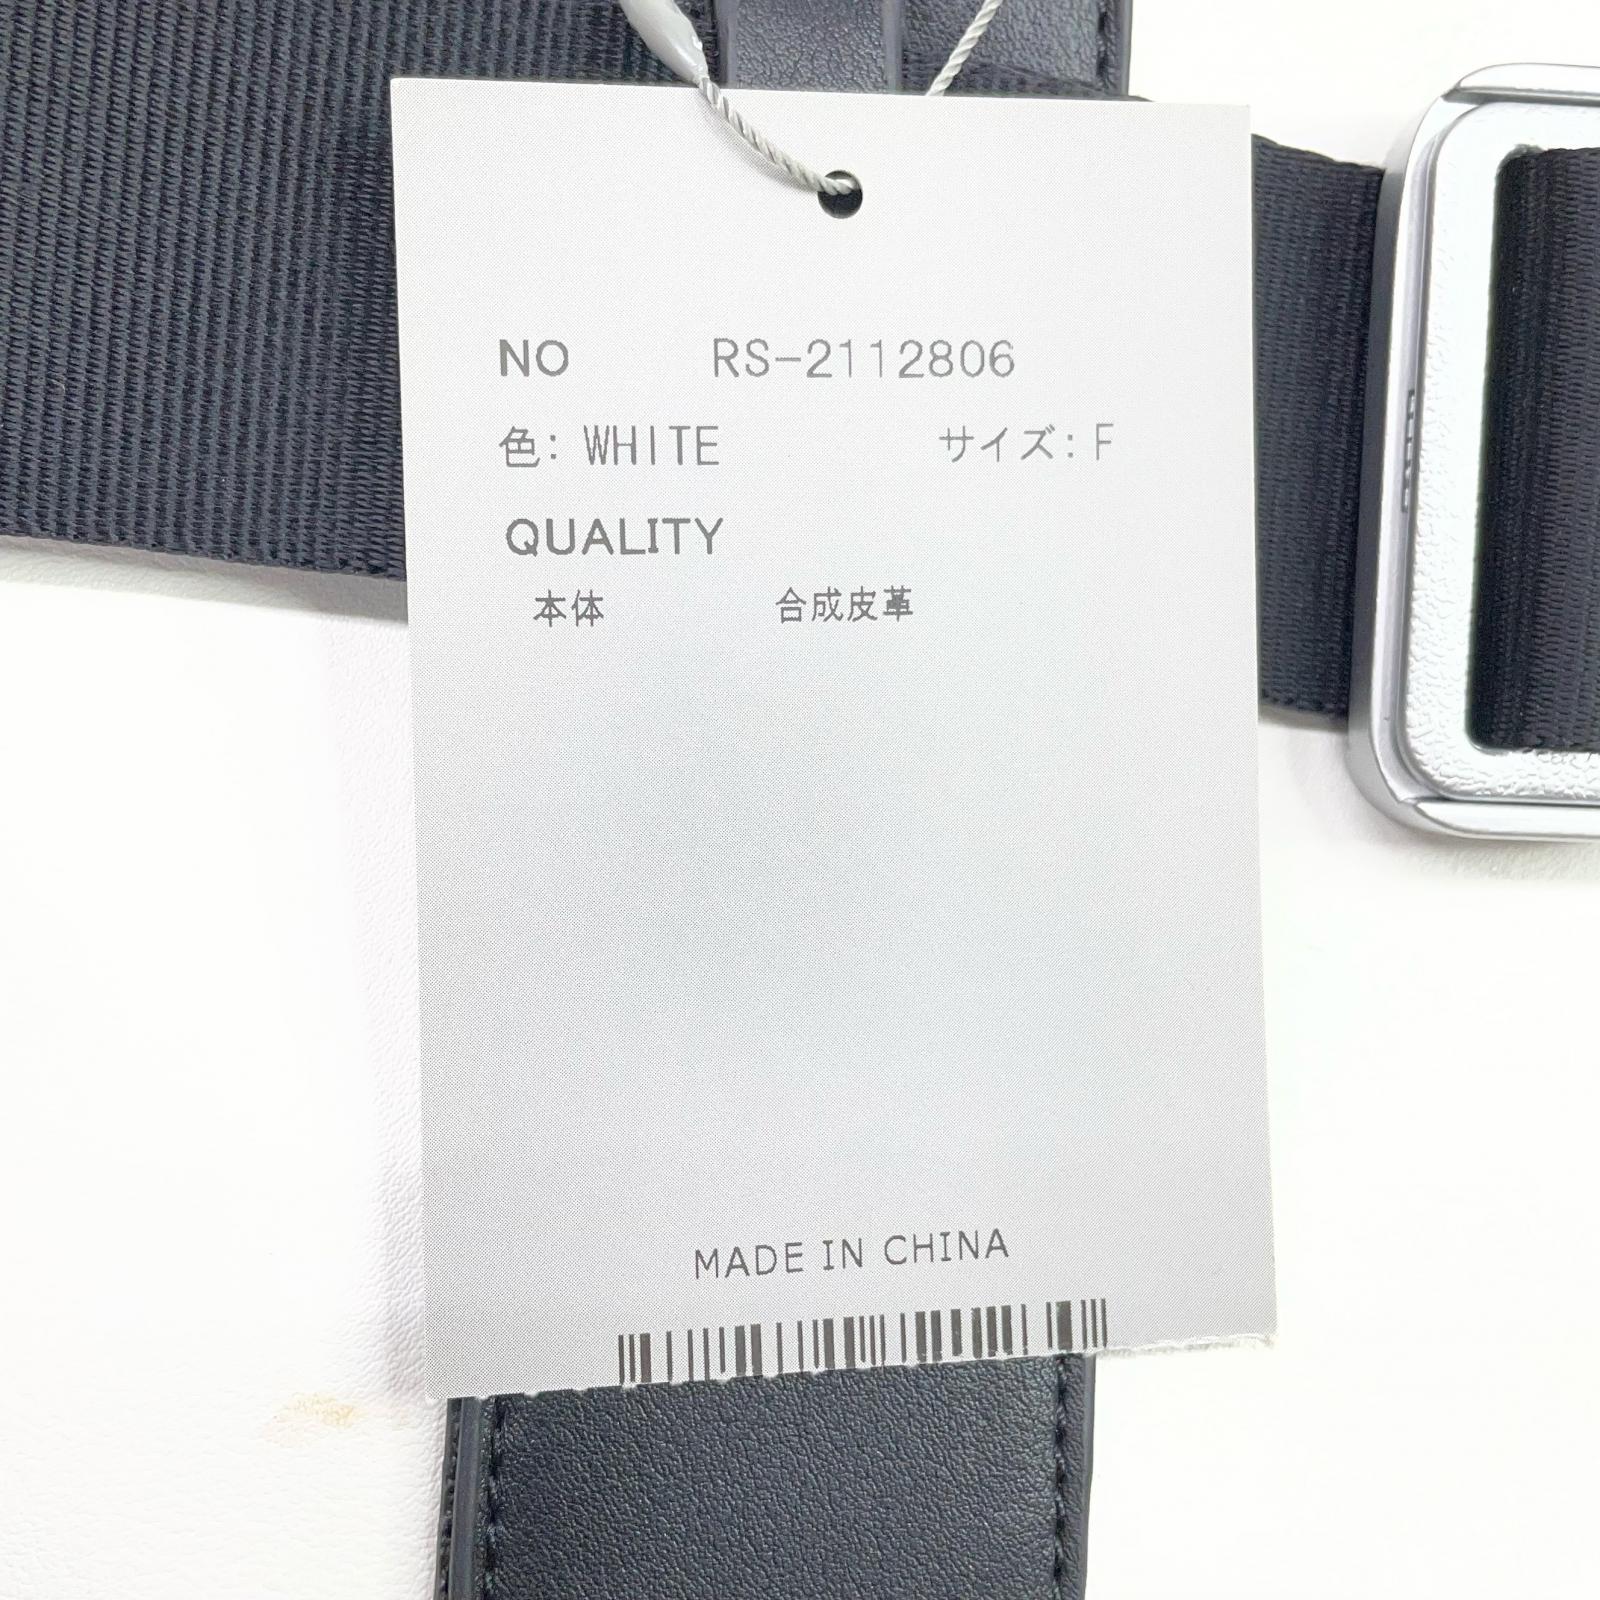 NO RS-2112806
色: WHITE サイズ: F
QUALITY
本体 合成皮革
MADE IN CHINA